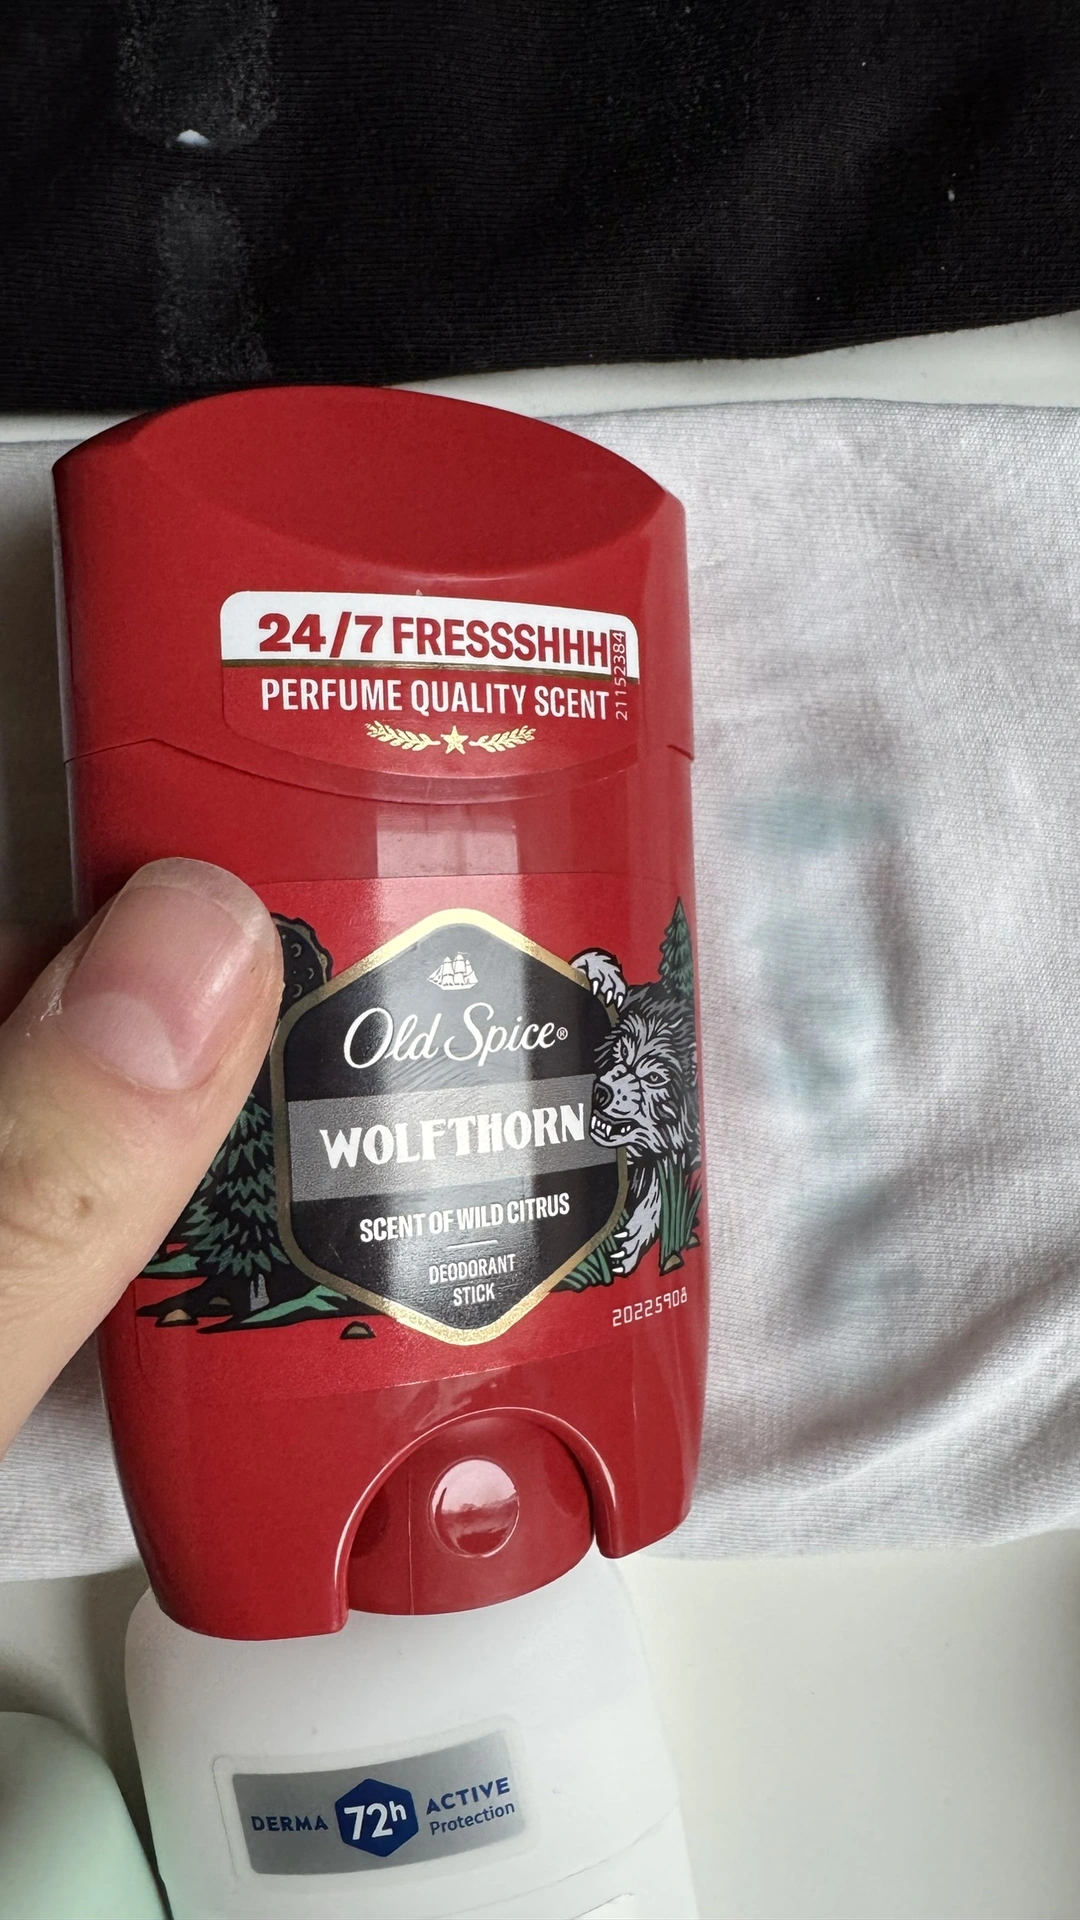 24/7 FRESSSHHH
21152384
PERFUME QUALITY SCENT
Old Spice®
WOLFTHORN
SCENT OF WILD CITRUS
DEODORANT
STICK
20225908
DERMA 72h ACTIVE
Protection